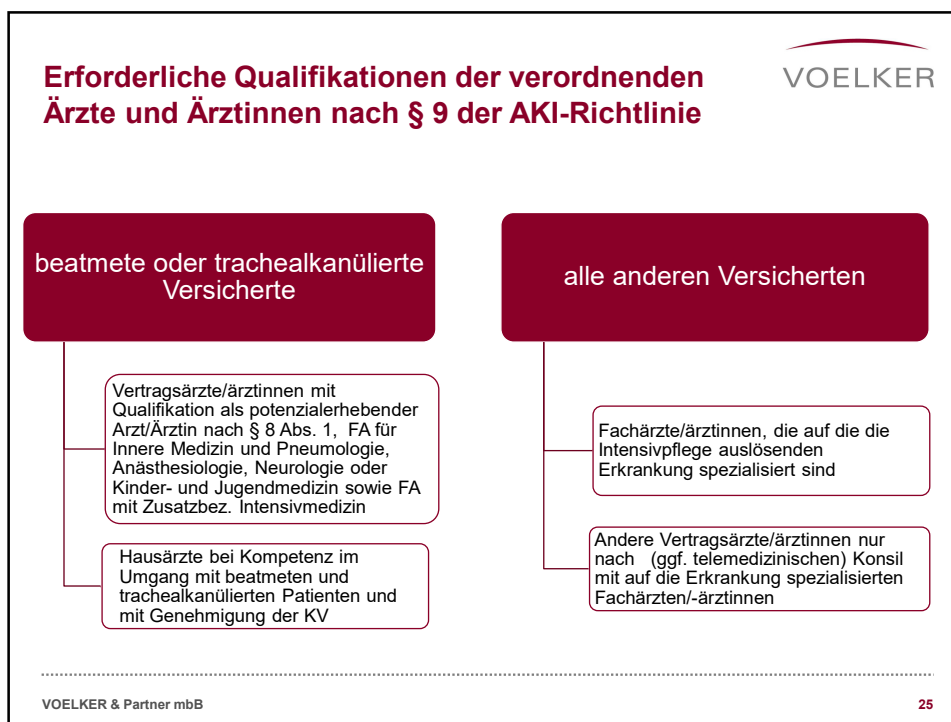 Erforderliche Qualifikationen der verordnenden
Ärzte und Ärztinnen nach § 9 der AKI-Richtlinie
VOELKER
beatmete oder trachealkanülierte
Versicherte
Vertragsärzte/ärztinnen mit
Qualifikation als potenzialerhebender
Arzt/Ärztin nach § 8 Abs. 1, FA für
Innere Medizin und Pneumologie,
Anästhesiologie, Neurologie oder
Kinder- und Jugendmedizin sowie FA
mit Zusatzbez. Intensivmedizin
Hausärzte bei Kompetenz im
Umgang mit beatmeten und
trachealkanülierten Patienten und
mit Genehmigung der KV
alle anderen Versicherten
Fachärzte/ärztinnen, die auf die die
Intensivpflege auslösenden
Erkrankung spezialisiert sind
Andere Vertragsärzte/ärztinnen nur
nach (ggf. telemedizinischen) Konsil
mit auf die Erkrankung spezialisierten
Fachärzten/-ärztinnen
VOELKER & Partner mbB
25